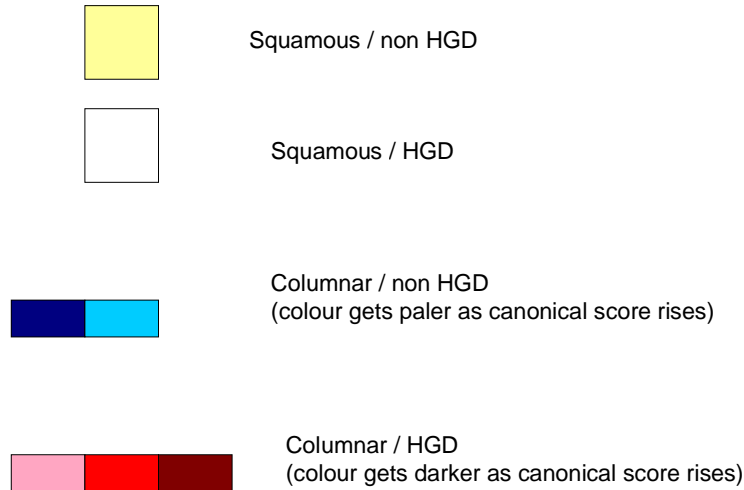 Squamous / non HGD
Squamous / HGD
Columnar / non HGD
(colour gets paler as canonical score rises)
Columnar / HGD
(colour gets darker as canonical score rises)